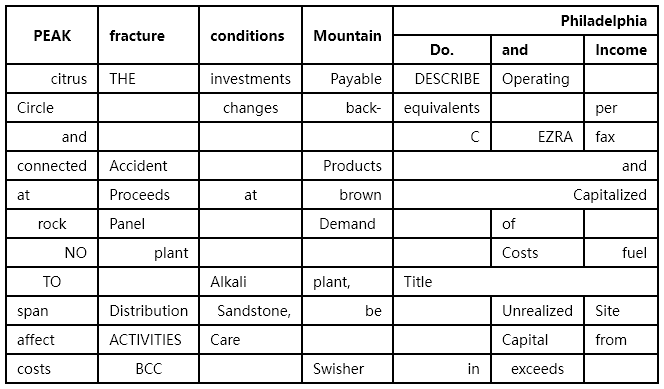 PEAK fracture conditions Mountain Philadelphia
Do. and Income
citrus THE investments Payable DESCRIBE Operating
Circle changes back- equivalents per
and C EZRA fax
connected Accident Products and
at Proceeds at brown Capitalized
rock Panel Demand of
NO plant Costs fuel
TO Alkali plant, Title
span Distribution Sandstone, be Unrealized Site
affect ACTIVITIES Care Capital from
costs BCC Swisher in exceeds